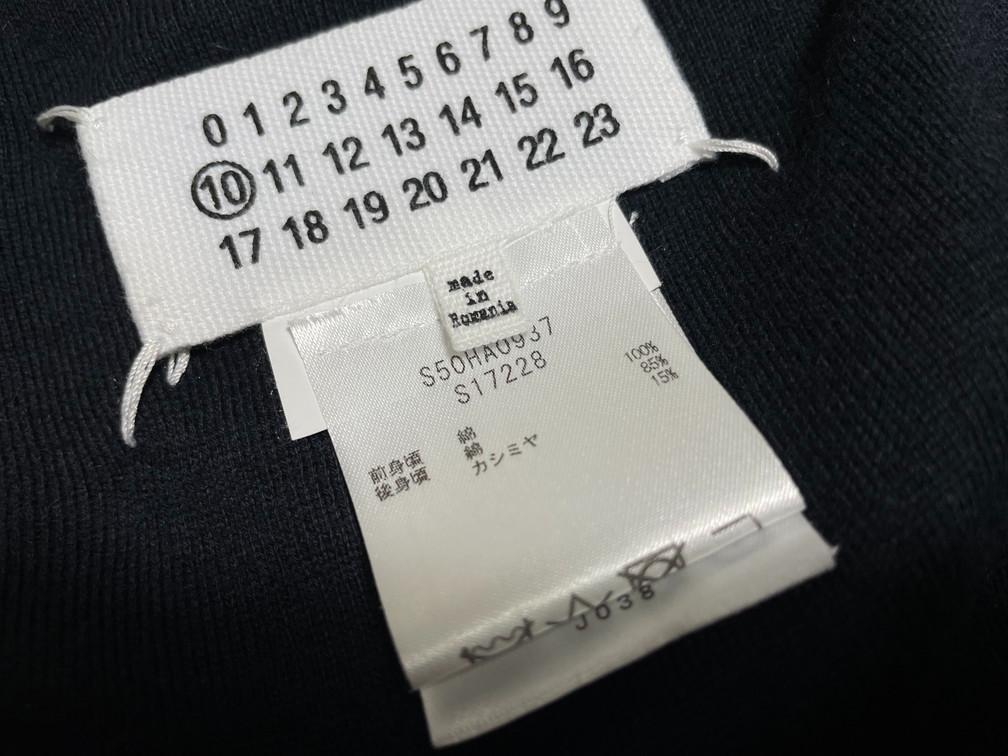 0 1 2 3 4 5 6 7 8 9
10 11 12 13 14 15 16
17 18 19 20 21 22 23
made
in
Romania
S50HA0937
S17228
前身頃 綿 100%
後身頃 綿 85%
カシミヤ 15%
J038